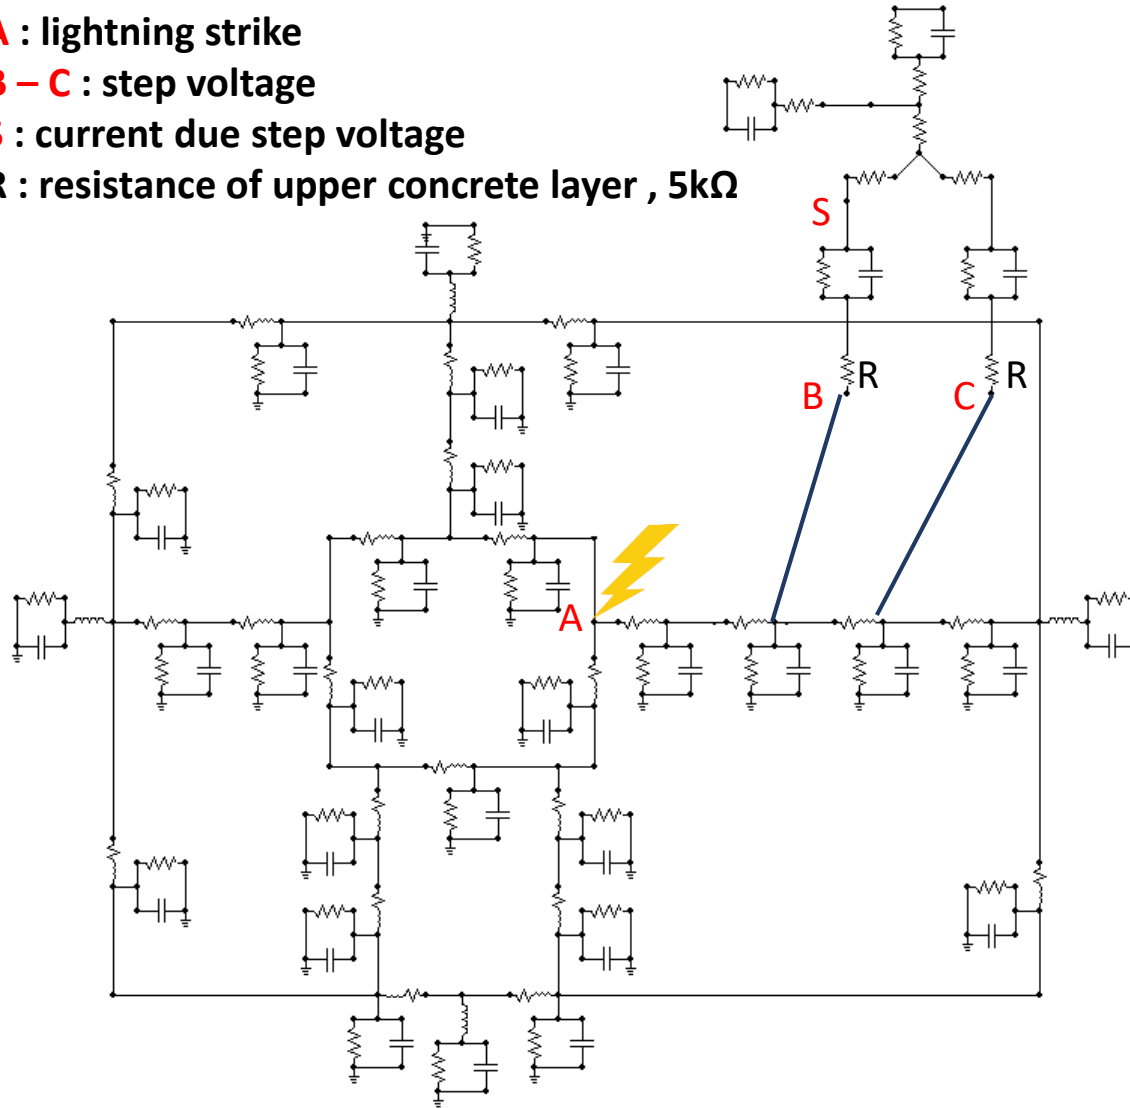 A : lightning strike
B – C : step voltage
S : current due step voltage
R : resistance of upper concrete layer , 5kΩ
S
B
R
C
R
A